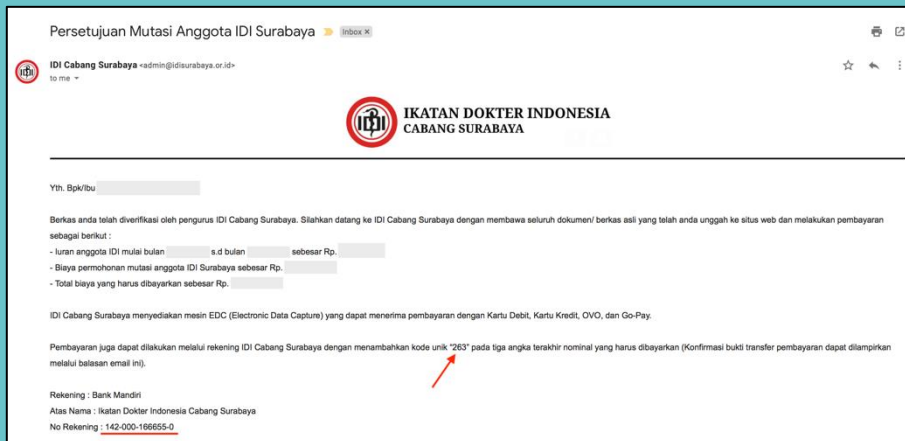 Persetujuan Mutasi Anggota IDI Surabaya Inbox ×
IDI Cabang Surabaya <admin@idisurabaya.or.id>
to me
IDI
IKATAN DOKTER INDONESIA
CABANG SURABAYA
Yth. Bpk/Ibu
Berkas anda telah diverifikasi oleh pengurus IDI Cabang Surabaya. Silahkan datang ke IDI Cabang Surabaya dengan membawa seluruh dokumen/ berkas asli yang telah anda unggah ke situs web dan melakukan pembayaran
sebagai berikut :
- Iuran anggota IDI mulai bulan s.d bulan sebesar Rp.
- Biaya permohonan mutasi anggota IDI Surabaya sebesar Rp.
- Total biaya yang harus dibayarkan sebesar Rp.
IDI Cabang Surabaya menyediakan mesin EDC (Electronic Data Capture) yang dapat menerima pembayaran dengan Kartu Debit, Kartu Kredit, OVO, dan Go-Pay.
Pembayaran juga dapat dilakukan melalui rekening IDI Cabang Surabaya dengan menambahkan kode unik "263" pada tiga angka terakhir nominal yang harus dibayarkan (Konfirmasi bukti transfer pembayaran dapat dilampirkan
melalui balasan email ini).
Rekening : Bank Mandiri
Atas Nama : Ikatan Dokter Indonesia Cabang Surabaya
No Rekening : 142-000-166655-0